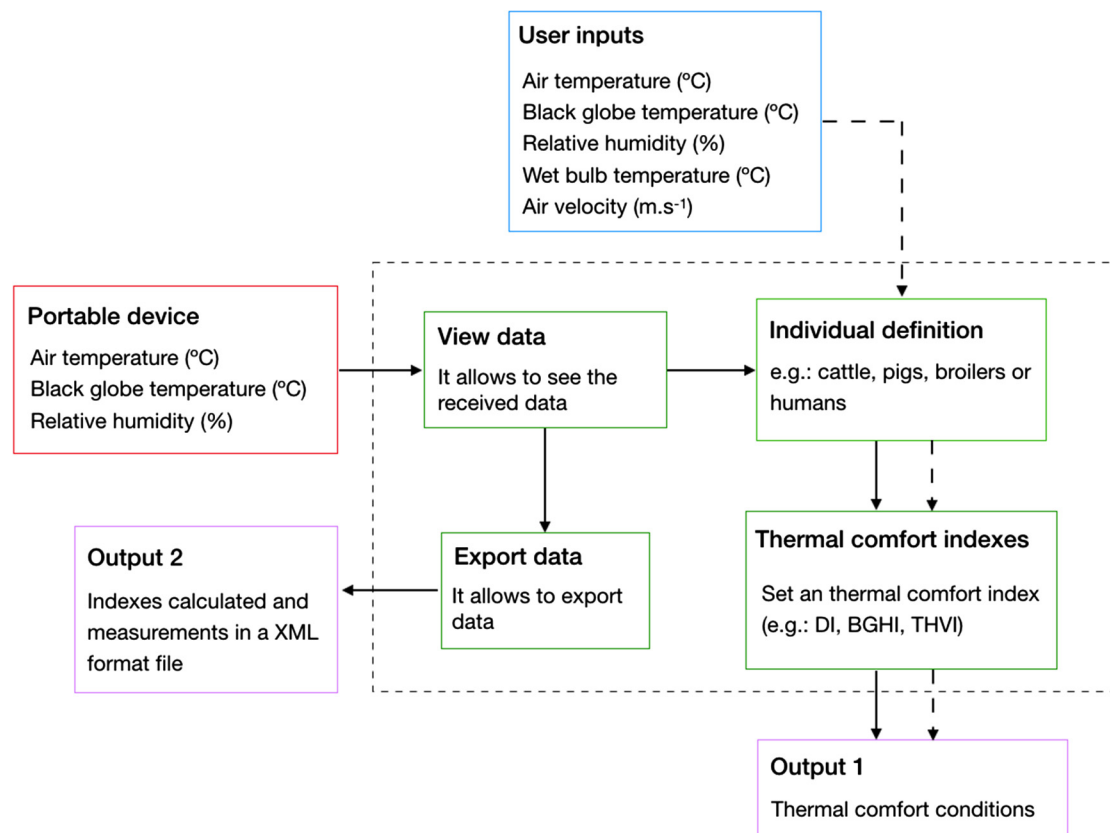 User inputs
Air temperature (ºC)
Black globe temperature (ºC)
Relative humidity (%)
Wet bulb temperature (ºC)
Air velocity (m.s⁻¹)
Portable device
Air temperature (ºC)
Black globe temperature (ºC)
Relative humidity (%)
View data
It allows to see the
received data
Individual definition
e.g.: cattle, pigs, broilers or
humans
Output 2
Indexes calculated and
measurements in a XML
format file
Export data
It allows to export
data
Thermal comfort indexes
Set an thermal comfort index
(e.g.: DI, BGHI, THVI)
Output 1
Thermal comfort conditions